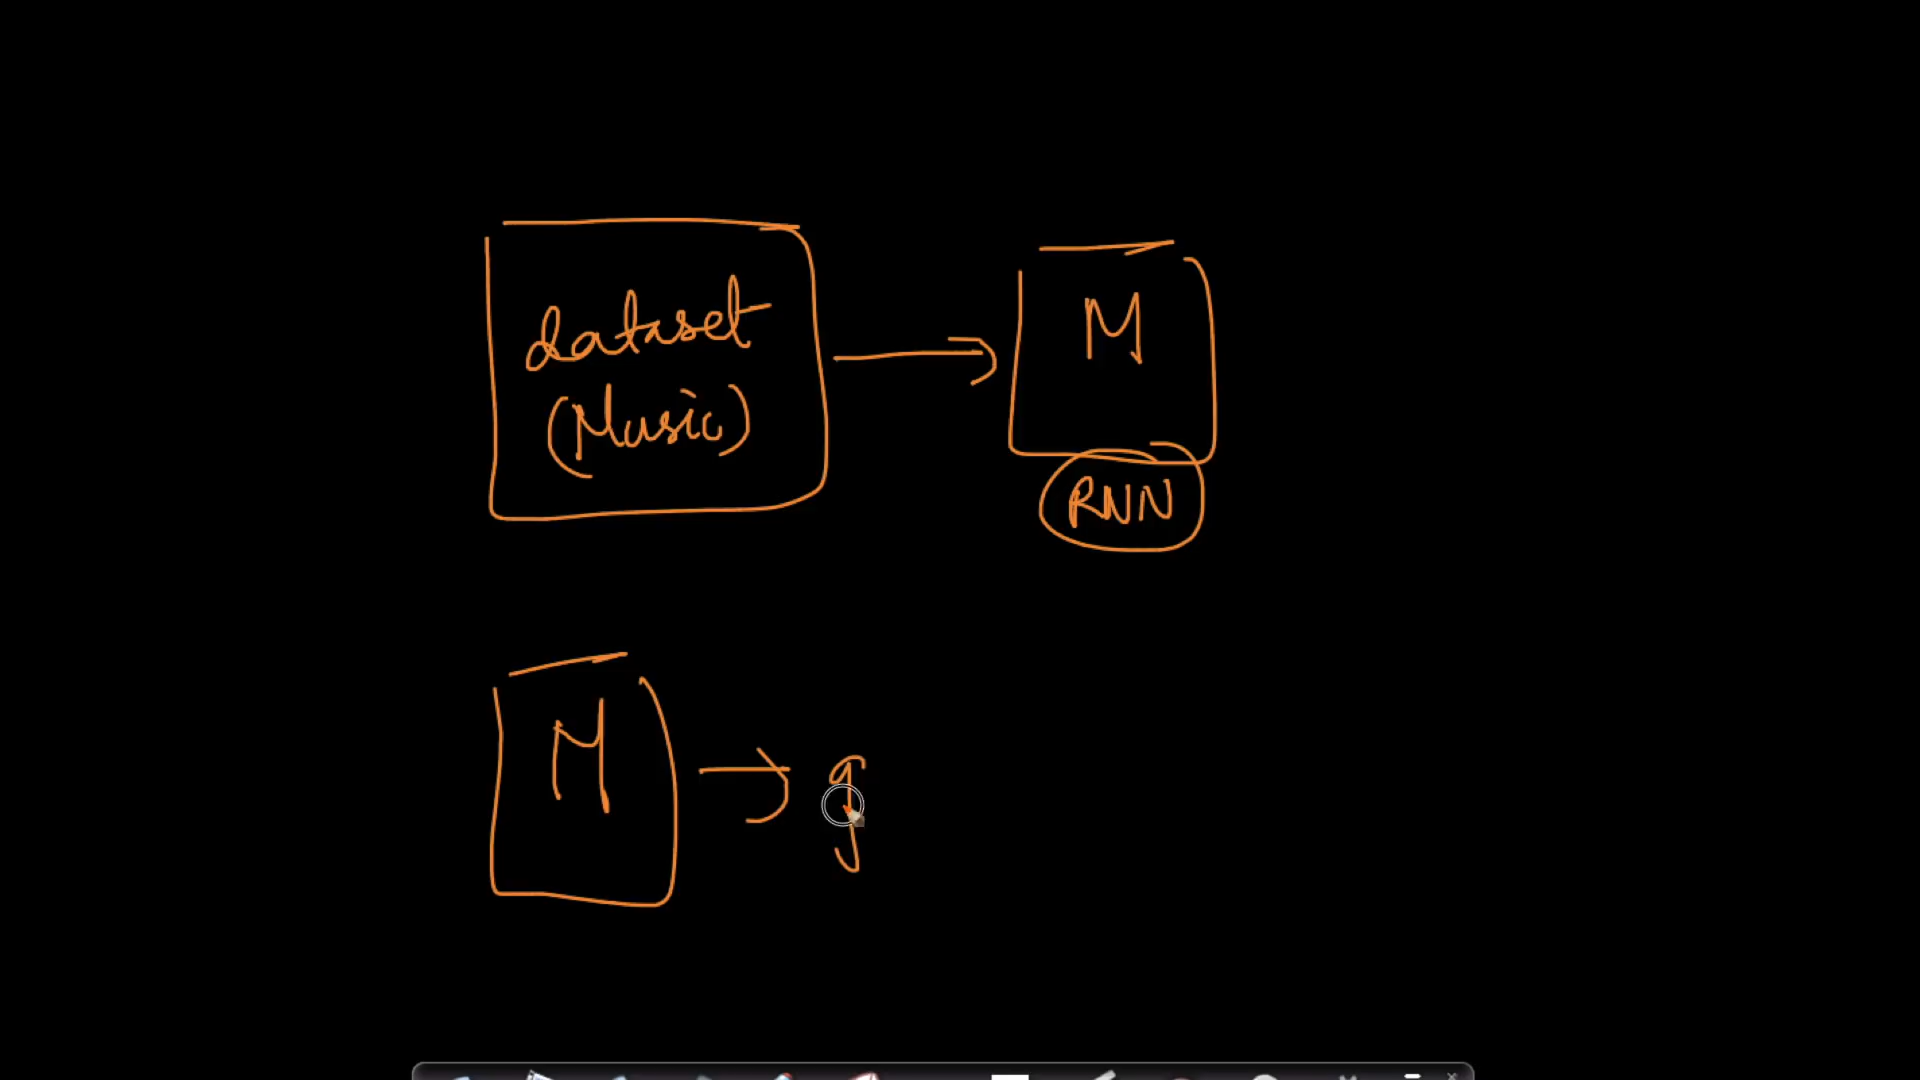 dataset
(Music)
M
RNN
M
g